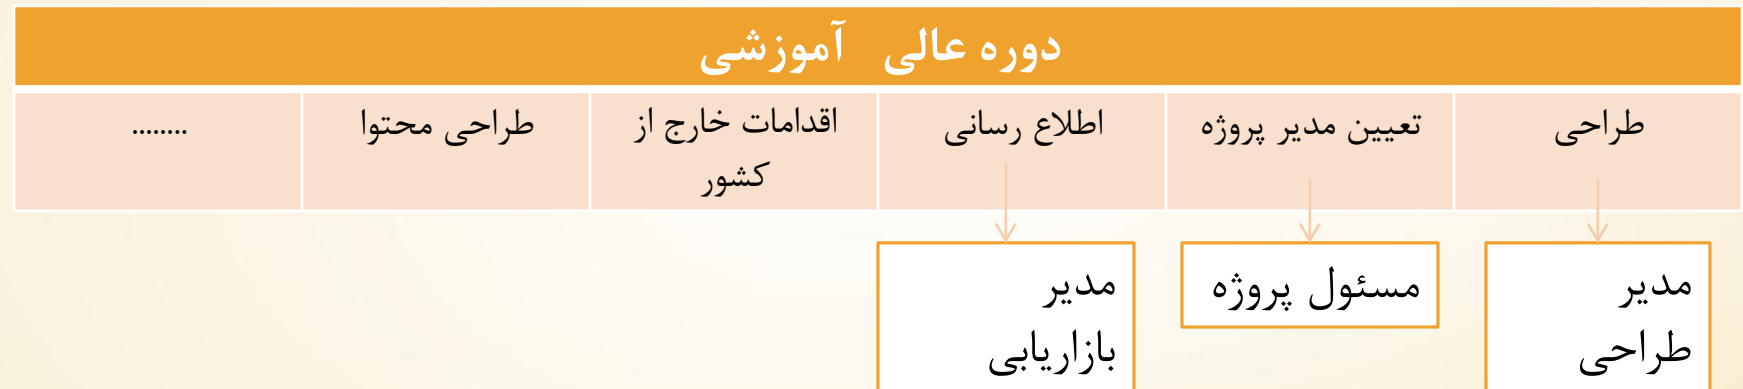 دوره عالی آموزشی
طراحی
تعیین مدیر پروژه
اطلاع رسانی
اقدامات خارج از
کشور
طراحی محتوا
........
مدیر
طراحی
مسئول پروژه
مدیر
بازاریابی